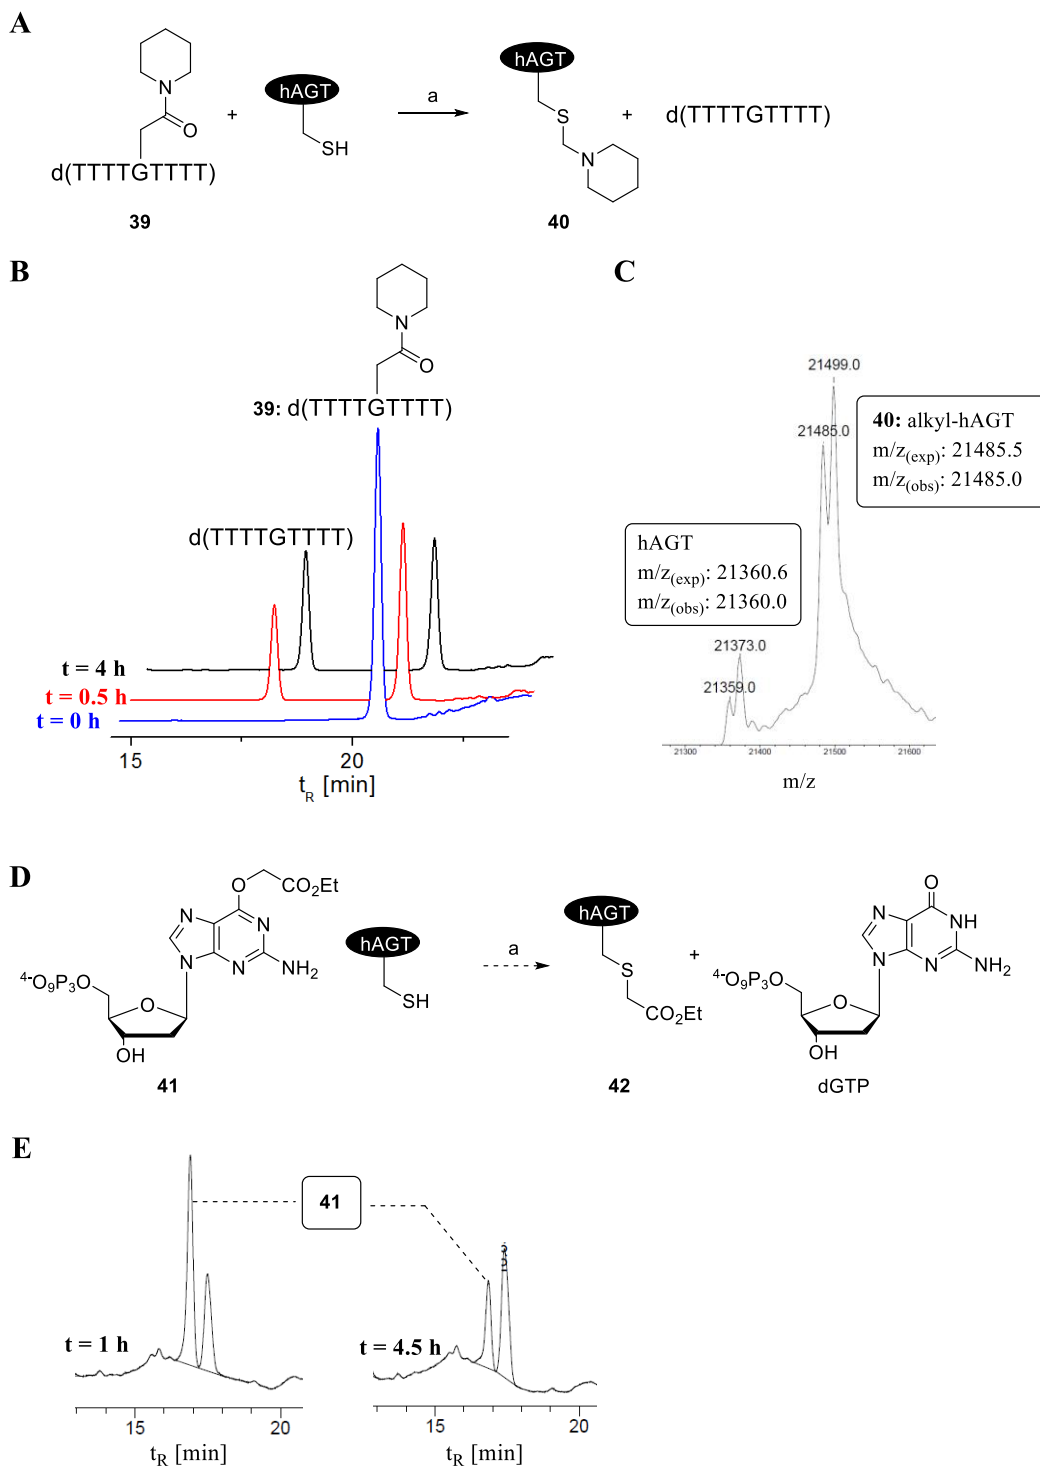 A
N
O
hAGT
SH
+
a
hAGT
S
N
+
d(TTTTGTTTT)
d(TTTTGTTTT)
39
40
B
N
O
39: d(TTTTGTTTT)
d(TTTTGTTTT)
t = 4 h
t = 0.5 h
t = 0 h
15
20
tR [min]
C
21499.0
21485.0
40: alkyl-hAGT
m/z(exp): 21485.5
m/z(obs): 21485.0
hAGT
m/z(exp): 21360.6
m/z(obs): 21360.0
21373.0
21359.0
21300
21400
21500
21600
m/z
D
O
CO2Et
N
N
N
N
NH2
4-O9P3O
O
OH
41
hAGT
SH
a
hAGT
S
CO2Et
42
+
O
N
NH
N
N
NH2
4-O9P3O
O
OH
dGTP
E
41
t = 1 h
15
20
tR [min]
t = 4.5 h
15
20
tR [min]